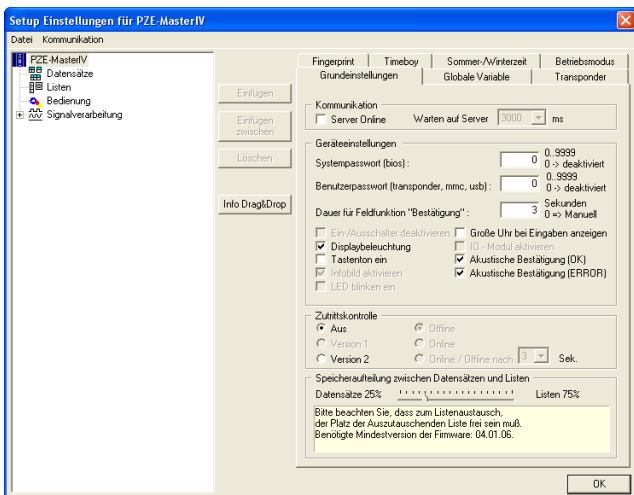 Setup Einstellungen für PZE-MasterIV
Datei Kommunikation
PZE-MasterIV
Datensätze
Listen
Bedienung
Signalverarbeitung
Einfügen
Einfügen
zwischen
Löschen
Info Drag&Drop
Fingerprint Timeboy Sommer-/Winterzeit Betriebsmodus
Grundeinstellungen Globale Variable Transponder
Kommunikation
Server Online Warten auf Server 3000 ms
Geräteeinstellungen
Systempasswort (bios) : 0 0..9999
0 -> deaktiviert
Benutzerpasswort (transponder, mmc, usb) : 0 0..9999
0 -> deaktiviert
Dauer für Feldfunktion "Bestätigung" : 3 Sekunden
0 => Manuell
Ein-/Ausschalter deaktivieren Große Uhr bei Eingaben anzeigen
Displaybeleuchtung IO - Modul aktivieren
Tastenton ein Akustische Bestätigung (OK)
Infobild aktivieren Akustische Bestätigung (ERROR)
LED blinken ein
Zutrittskontrolle
Aus Offline
Version 1 Online
Version 2 Online / Offline nach 3 Sek.
Speicheraufteilung zwischen Datensätzen und Listen
Datensätze 25% Listen 75%
Bitte beachten Sie, dass zum Listenaustausch,
der Platz der Auszutauschenden Liste frei sein muß.
Benötigte Mindestversion der Firmware: 04.01.06.
OK